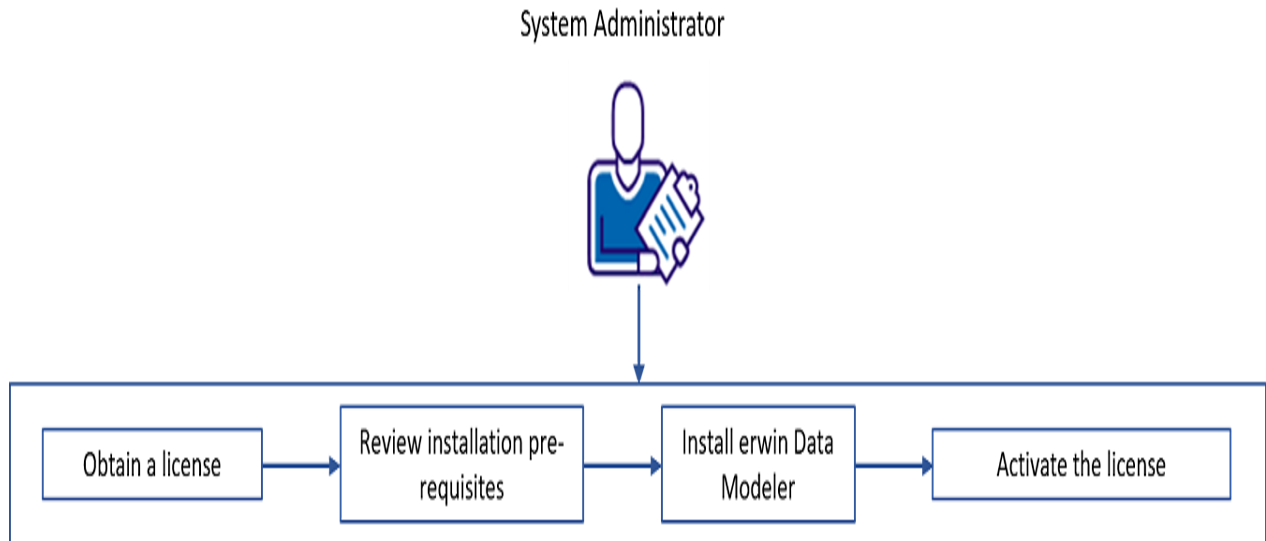 System Administrator
Obtain a license
Review installation pre-
requisites
Install erwin Data
Modeler
Activate the license